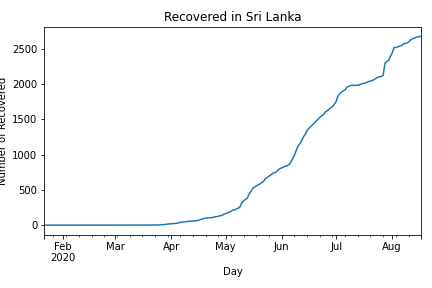 Recovered in Sri Lanka
Number of Recovered
2500
2000
1500
1000
500
0
Feb Mar Apr May Jun Jul Aug
2020
Day